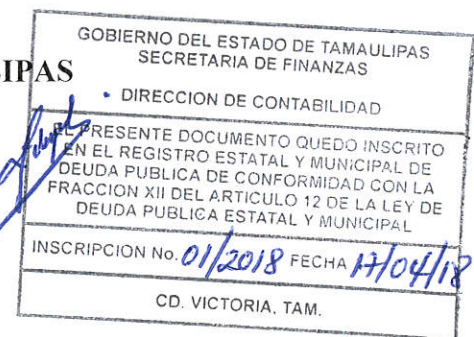 GOBIERNO DEL ESTADO DE TAMAULIPAS
SECRETARIA DE FINANZAS
IPAS
DIRECCION DE CONTABILIDAD
EL PRESENTE DOCUMENTO QUEDO INSCRITO
EN EL REGISTRO ESTATAL Y MUNICIPAL DE
DEUDA PUBLICA DE CONFORMIDAD CON LA
FRACCION XII DEL ARTICULO 12 DE LA LEY DE
DEUDA PUBLICA ESTATAL Y MUNICIPAL
INSCRIPCION No. 01/2018 FECHA 17/04/18
CD. VICTORIA, TAM.